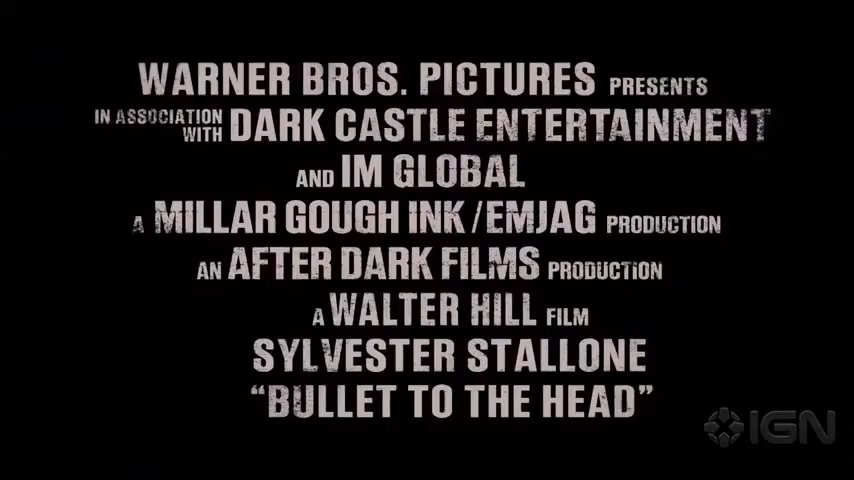 WARNER BROS. PICTURES PRESENTS
IN ASSOCIATION WITH DARK CASTLE ENTERTAINMENT
AND IM GLOBAL
A MILLAR GOUGH INK/EMJAG PRODUCTION
AN AFTER DARK FILMS PRODUCTION
A WALTER HILL FILM
SYLVESTER STALLONE
“BULLET TO THE HEAD”
IGN